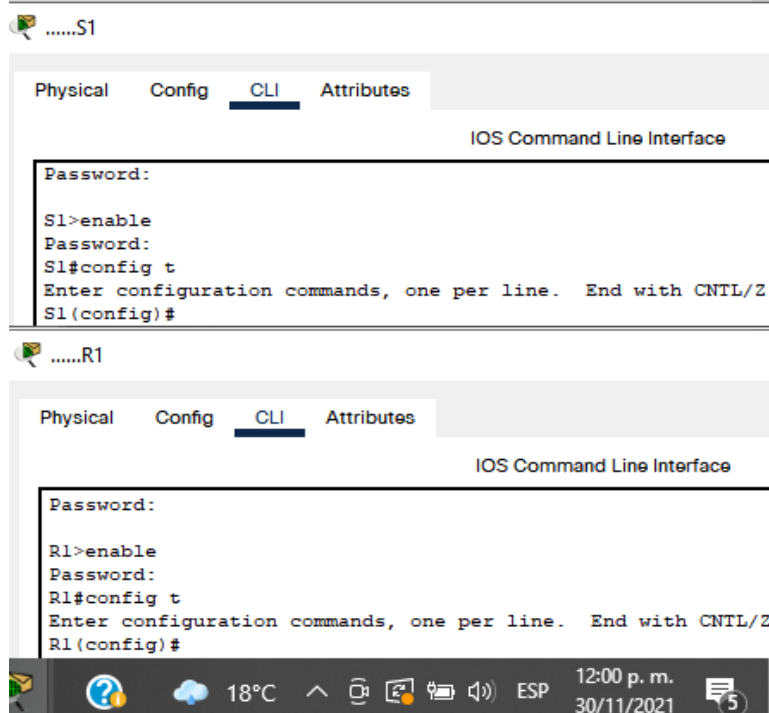 ......S1
Physical Config CLI Attributes
IOS Command Line Interface
Password:
S1>enable
Password:
S1#config t
Enter configuration commands, one per line.  End with CNTL/Z
S1(config)#
......R1
Physical Config CLI Attributes
IOS Command Line Interface
Password:
R1>enable
Password:
R1#config t
Enter configuration commands, one per line.  End with CNTL/Z
R1(config)#
18°C ESP 12:00 p. m.
30/11/2021 5